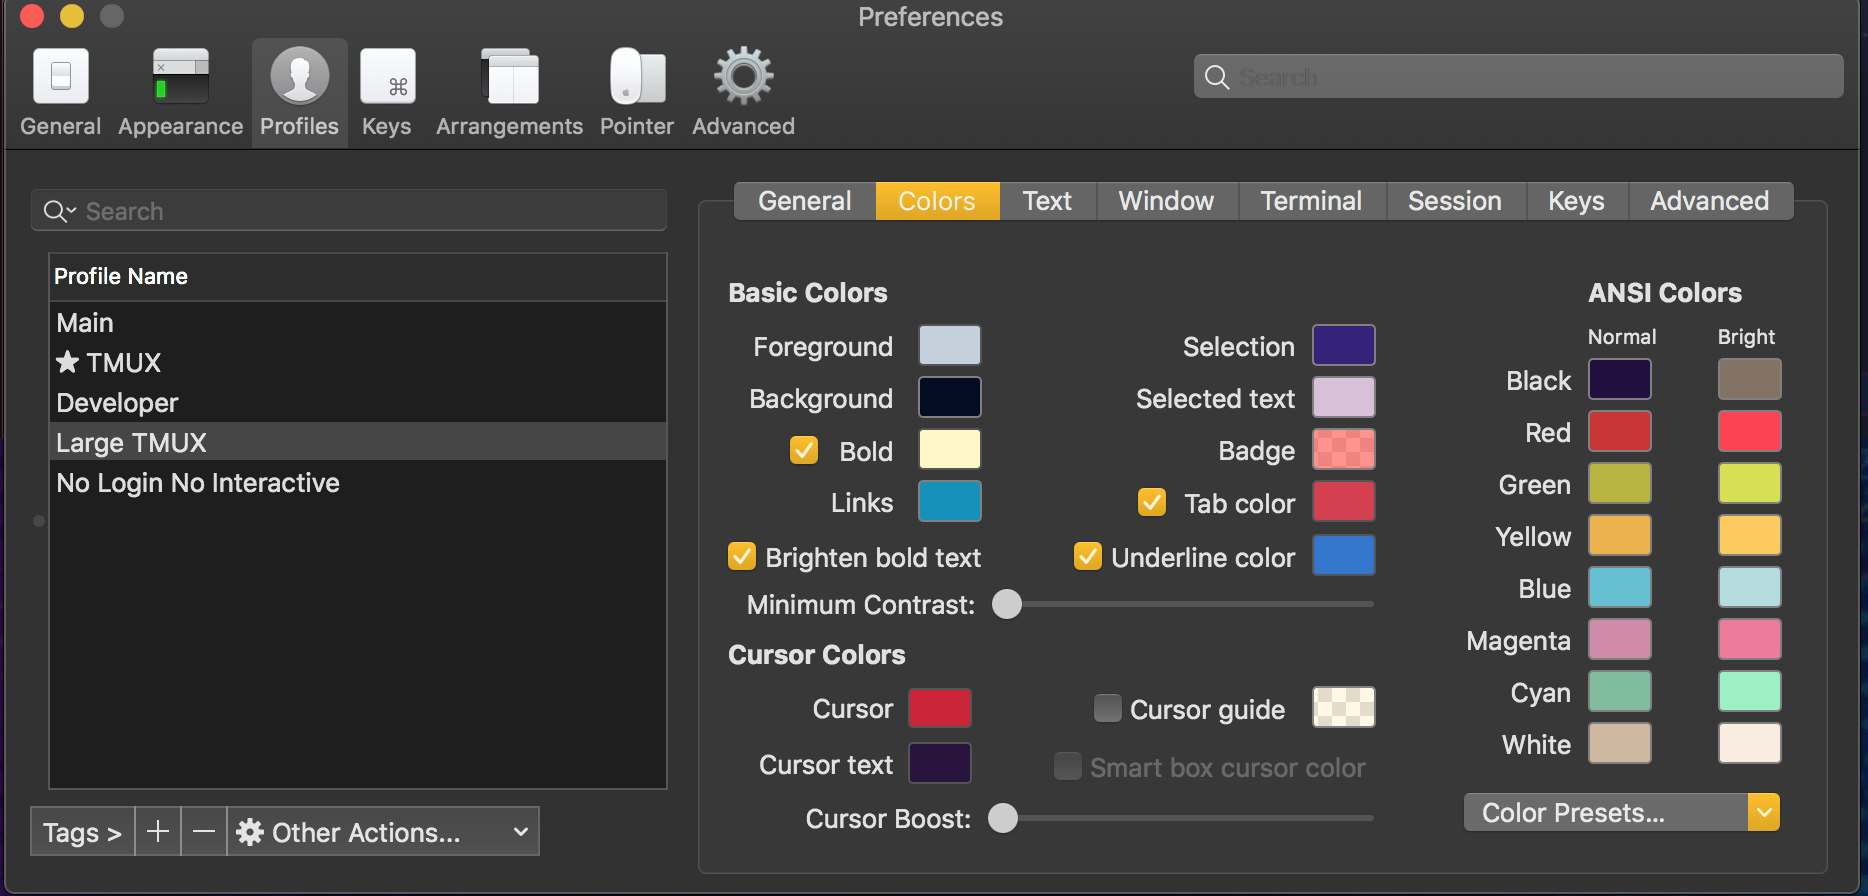 Preferences
General Appearance Profiles Keys Arrangements Pointer Advanced
Search
Search
General Colors Text Window Terminal Session Keys Advanced
Profile Name
Main
★ TMUX
Developer
Large TMUX
No Login No Interactive
Tags > + − Other Actions...
Basic Colors
Foreground
Background
Bold
Links
Brighten bold text
Minimum Contrast:
Selection
Selected text
Badge
Tab color
Underline color
Cursor Colors
Cursor
Cursor text
Cursor Boost:
Cursor guide
Smart box cursor color
ANSI Colors
Normal Bright
Black
Red
Green
Yellow
Blue
Magenta
Cyan
White
Color Presets...